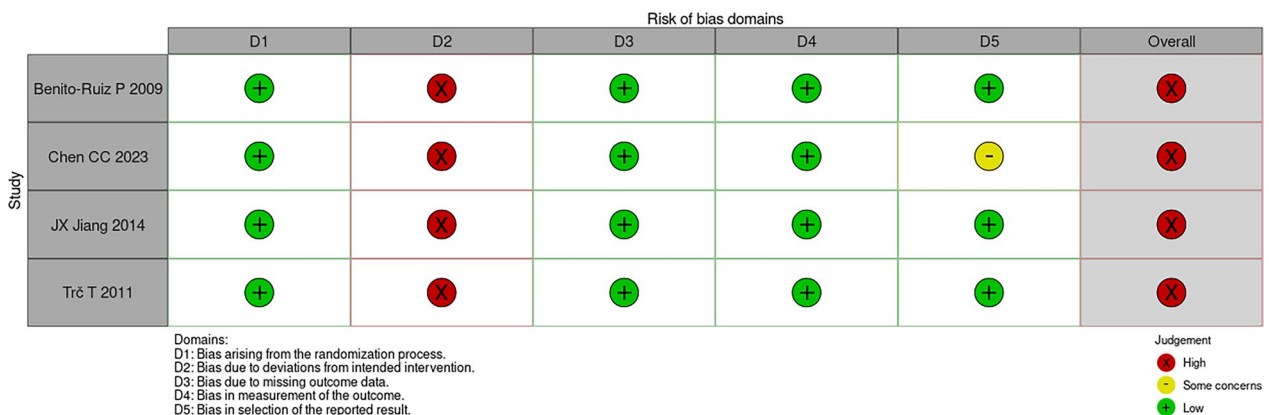 Risk of bias domains
D1 D2 D3 D4 D5 Overall
Study
Benito-Ruiz P 2009 + X + + + X
Chen CC 2023 + X + + - X
JX Jiang 2014 + X + + + X
Trč T 2011 + X + + + X
Domains:
D1: Bias arising from the randomization process.
D2: Bias due to deviations from intended intervention.
D3: Bias due to missing outcome data.
D4: Bias in measurement of the outcome.
D5: Bias in selection of the reported result.
Judgement
X High
- Some concerns
+ Low